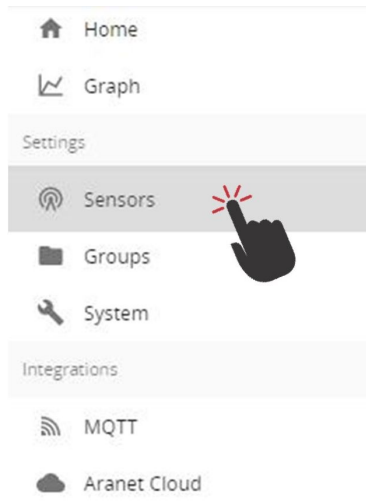 Home
Graph
Settings
Sensors
Groups
System
Integrations
MQTT
Aranet Cloud